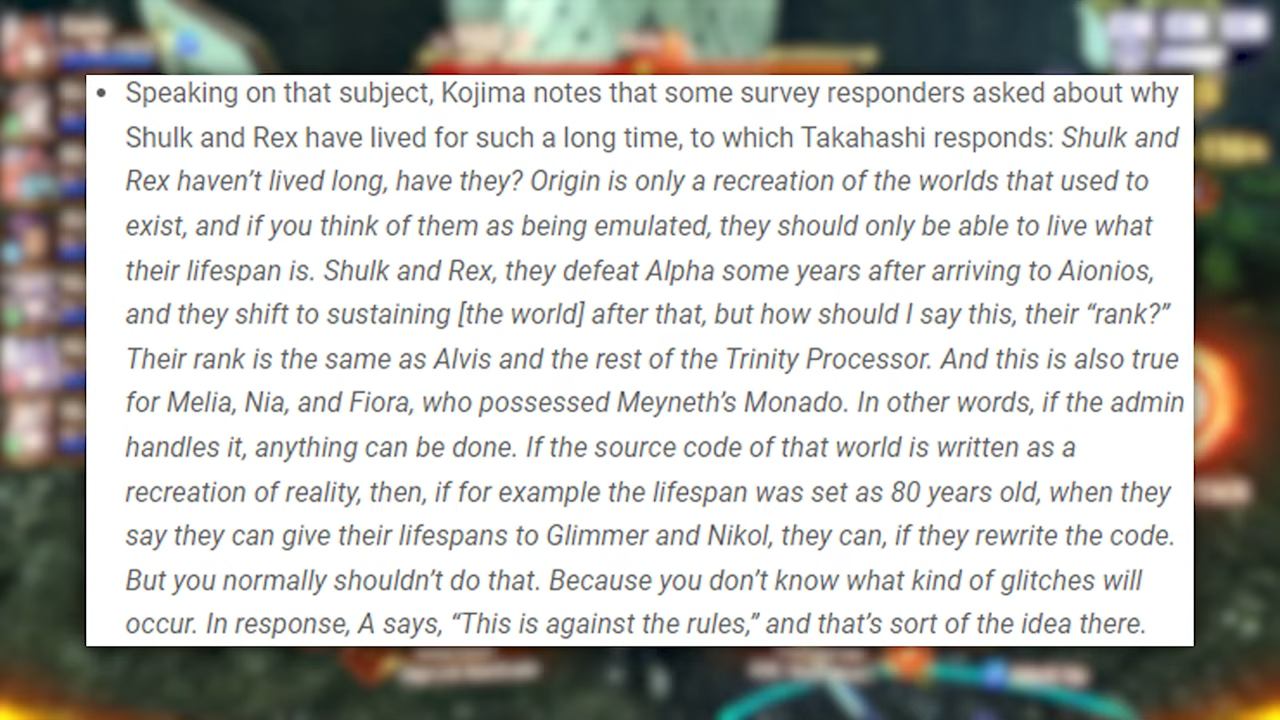 • Speaking on that subject, Kojima notes that some survey responders asked about why
Shulk and Rex have lived for such a long time, to which Takahashi responds: Shulk and
Rex haven’t lived long, have they? Origin is only a recreation of the worlds that used to
exist, and if you think of them as being emulated, they should only be able to live what
their lifespan is. Shulk and Rex, they defeat Alpha some years after arriving to Aionios,
and they shift to sustaining [the world] after that, but how should I say this, their “rank?”
Their rank is the same as Alvis and the rest of the Trinity Processor. And this is also true
for Melia, Nia, and Fiora, who possessed Meyneth’s Monado. In other words, if the admin
handles it, anything can be done. If the source code of that world is written as a
recreation of reality, then, if for example the lifespan was set as 80 years old, when they
say they can give their lifespans to Glimmer and Nikol, they can, if they rewrite the code.
But you normally shouldn’t do that. Because you don’t know what kind of glitches will
occur. In response, A says, “This is against the rules,” and that’s sort of the idea there.